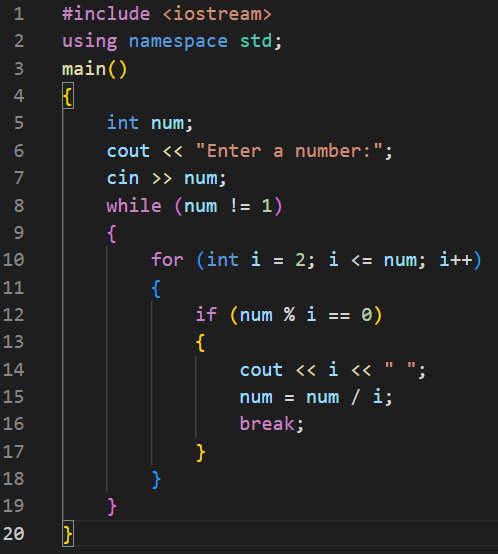 1 #include <iostream>
2 using namespace std;
3 main()
4 {
5     int num;
6     cout << "Enter a number:";
7     cin >> num;
8     while (num != 1)
9     {
10         for (int i = 2; i <= num; i++)
11         {
12             if (num % i == 0)
13             {
14                 cout << i << " ";
15                 num = num / i;
16                 break;
17             }
18         }
19     }
20 }